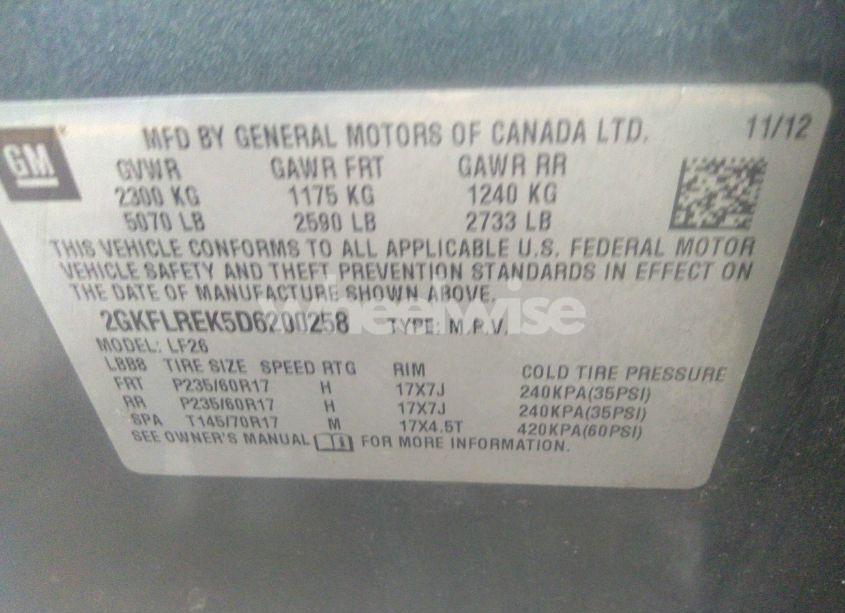 GM
MFD BY GENERAL MOTORS OF CANADA LTD. 11/12
GVWR GAWR FRT GAWR RR
2300 KG 1175 KG 1240 KG
5070 LB 2590 LB 2733 LB
THIS VEHICLE CONFORMS TO ALL APPLICABLE U.S. FEDERAL MOTOR
VEHICLE SAFETY AND THEFT PREVENTION STANDARDS IN EFFECT ON
THE DATE OF MANUFACTURE SHOWN ABOVE.
wheelwise
2GKFLREK5D6200258 TYPE: M.P.V.
MODEL: LF26
LBB8 TIRE SIZE SPEED RTG RIM COLD TIRE PRESSURE
FRT P235/60R17 H 17X7J 240KPA(35PSI)
RR P235/60R17 H 17X7J 240KPA(35PSI)
SPA T145/70R17 M 17X4.5T 420KPA(60PSI)
SEE OWNER'S MANUAL FOR MORE INFORMATION.